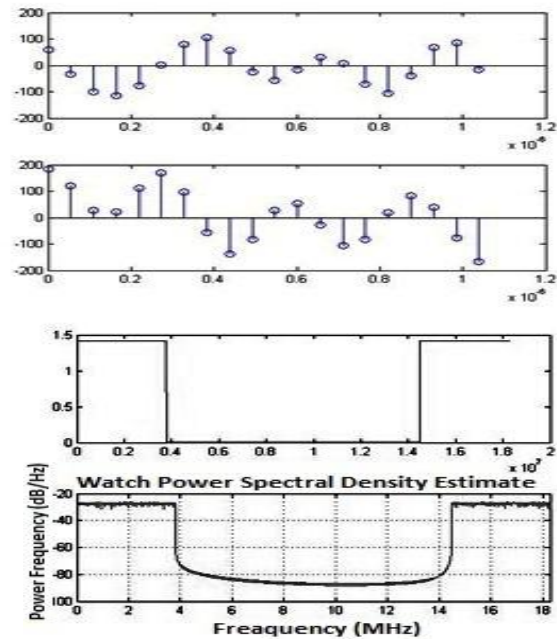 200
100
0
-100
-200
0 0.2 0.4 0.6 0.8 1 1.2
x 10⁻⁶
200
100
0
-100
-200
0 0.2 0.4 0.6 0.8 1 1.2
x 10⁻⁶
1.5
1
0.5
0
0 0.2 0.4 0.6 0.8 1 1.2 1.4 1.6 1.8 2
x 10⁷
Watch Power Spectral Density Estimate
Power Frequency (dB/Hz)
-20
-40
-60
-80
100
0 2 4 6 8 10 12 14 16 18
Freaquency (MHz)